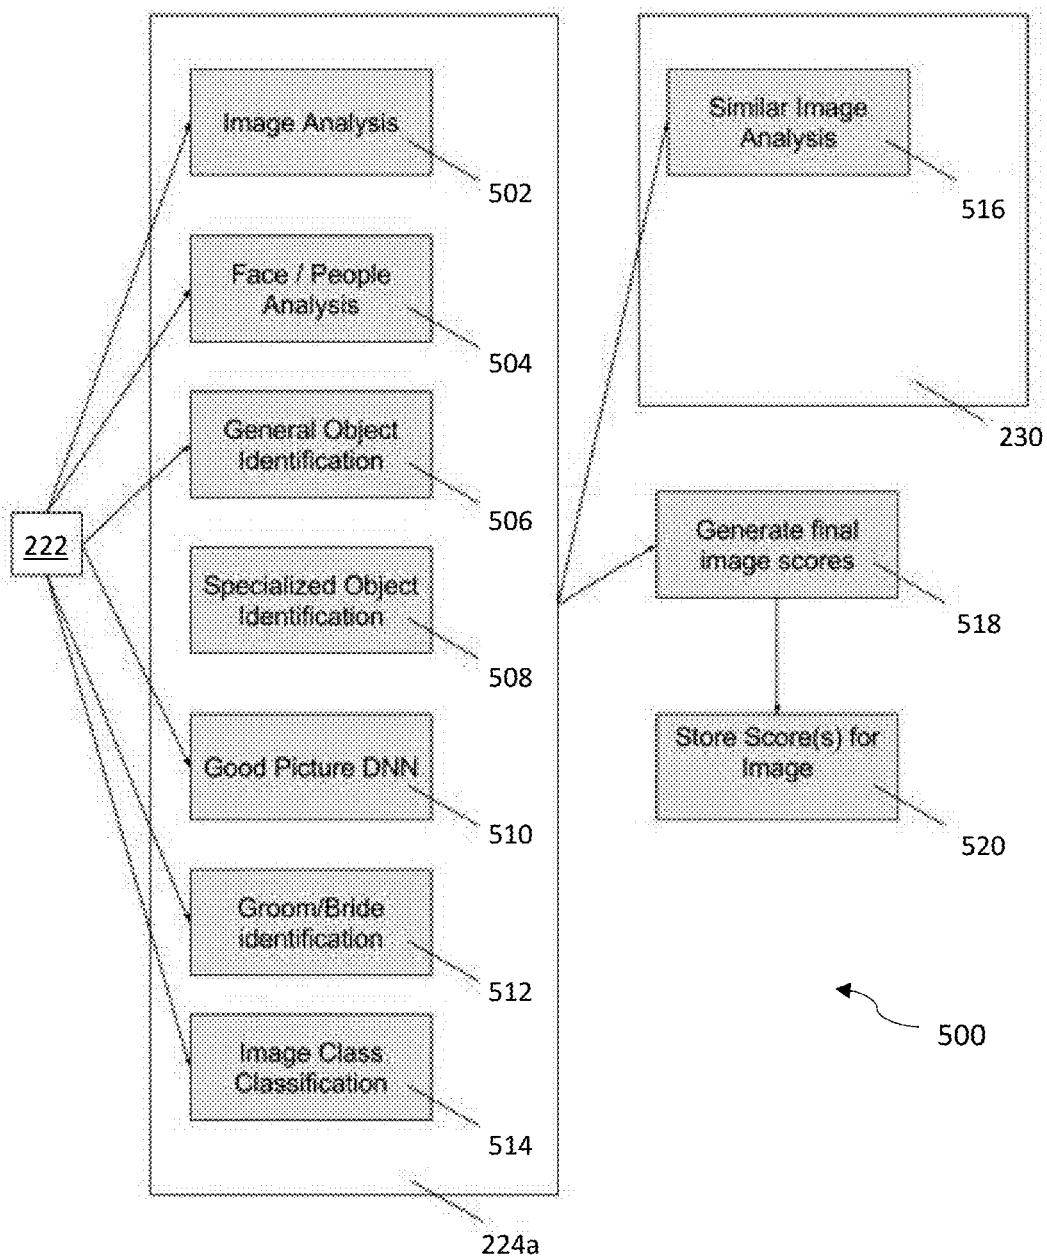 Image Analysis
502
Face / People
Analysis
504
General Object
Identification
506
222
Specialized Object
Identification
508
Good Picture DNN
510
Groom/Bride
identification
512
Image Class
Classification
514
224a
Similar Image
Analysis
516
230
Generate final
image scores
518
Store Score(s) for
Image
520
500